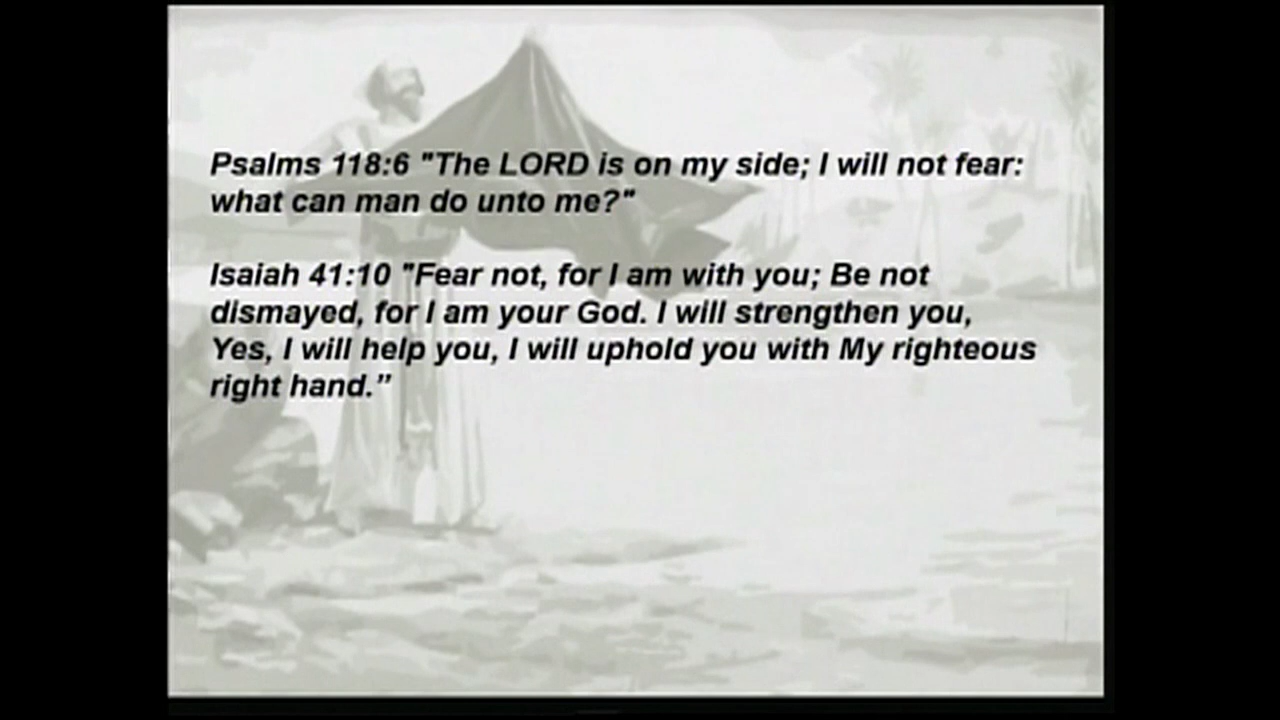 Psalms 118:6 "The LORD is on my side; I will not fear:
what can man do unto me?"
Isaiah 41:10 "Fear not, for I am with you; Be not
dismayed, for I am your God. I will strengthen you,
Yes, I will help you, I will uphold you with My righteous
right hand.”